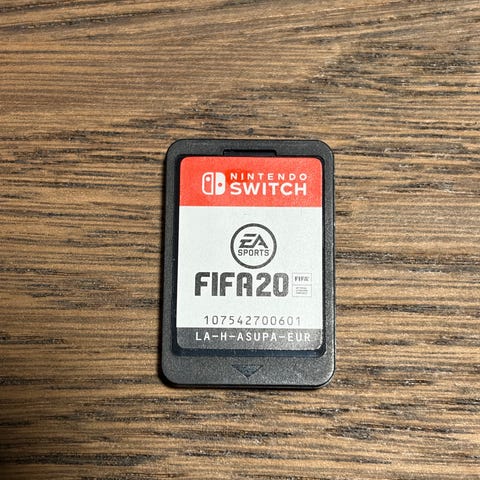 NINTENDO
SWITCH
EA
SPORTS
FIFA20
FIFA
107542700601
LA-H-ASUPA-EUR